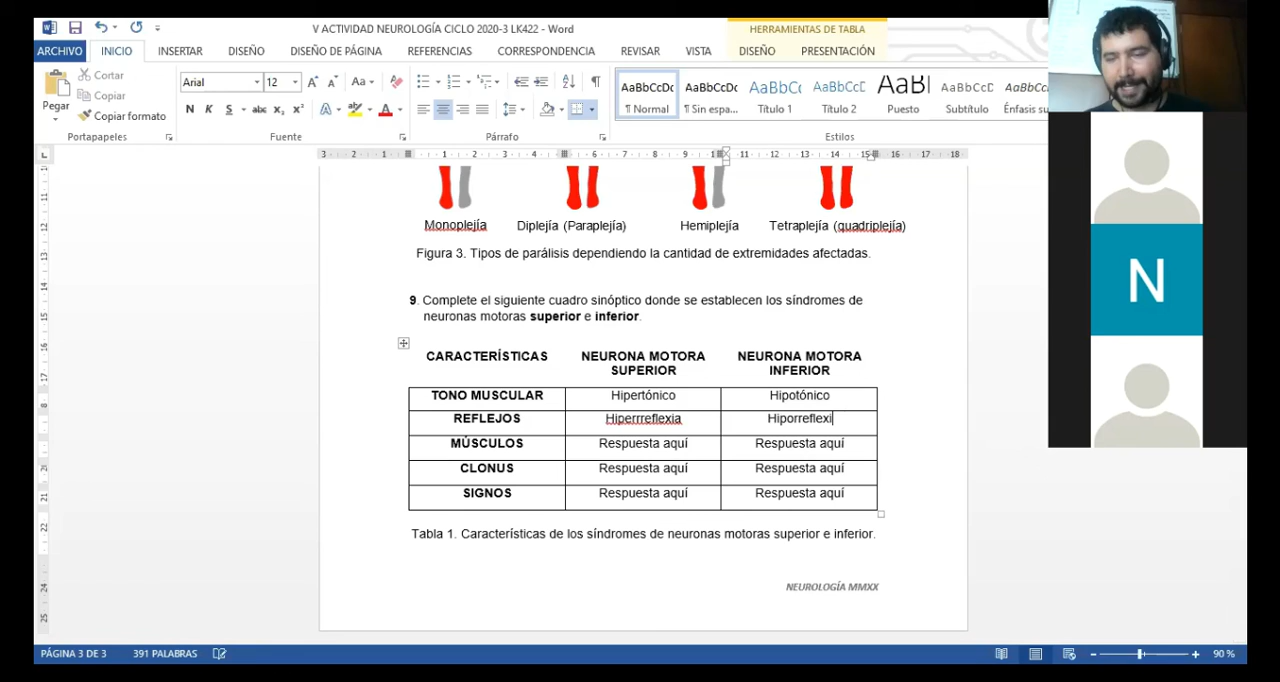 V ACTIVIDAD NEUROLOGÍA CICLO 2020-3 LK422 - Word
HERRAMIENTAS DE TABLA
ARCHIVO INICIO INSERTAR DISEÑO DISEÑO DE PÁGINA REFERENCIAS CORRESPONDENCIA REVISAR VISTA DISEÑO PRESENTACIÓN
Pegar
Cortar
Copiar
Copiar formato
Portapapeles
Arial 12
Fuente
Párrafo
AaBbCcDc AaBbCcDc AaBbC AaBbCcD AaBI AaBbCcD AaBbCcDc
¶ Normal ¶ Sin espa... Título 1 Título 2 Puesto Subtítulo Énfasis su
Estilos
Monoplejía Diplejía (Paraplejía) Hemiplejía Tetraplejía (quadriplejía)
Figura 3. Tipos de parálisis dependiendo la cantidad de extremidades afectadas.
9. Complete el siguiente cuadro sinóptico donde se establecen los síndromes de
neuronas motoras superior e inferior.
CARACTERÍSTICAS NEURONA MOTORA SUPERIOR NEURONA MOTORA INFERIOR
TONO MUSCULAR Hipertónico Hipotónico
REFLEJOS Hiperrreflexia Hiporreflexi
MÚSCULOS Respuesta aquí Respuesta aquí
CLONUS Respuesta aquí Respuesta aquí
SIGNOS Respuesta aquí Respuesta aquí
Tabla 1. Características de los síndromes de neuronas motoras superior e inferior.
NEUROLOGÍA MMXX
PÁGINA 3 DE 3 391 PALABRAS 90 %
N